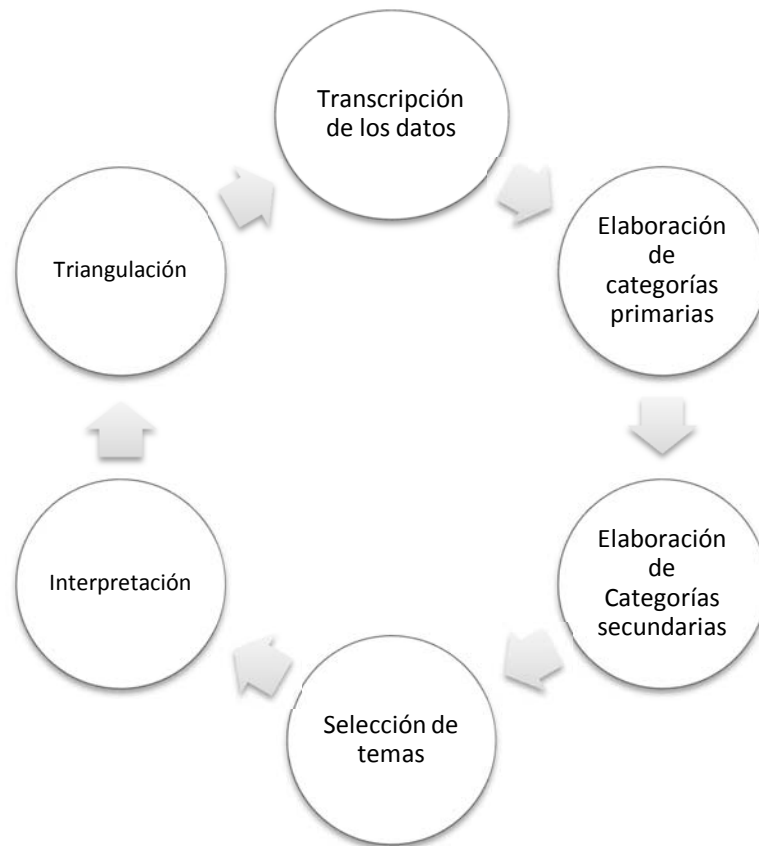 Transcripción
de los datos
Elaboración
de
categorías
primarias
Elaboración
de
Categorías
secundarias
Selección de
temas
Interpretación
Triangulación